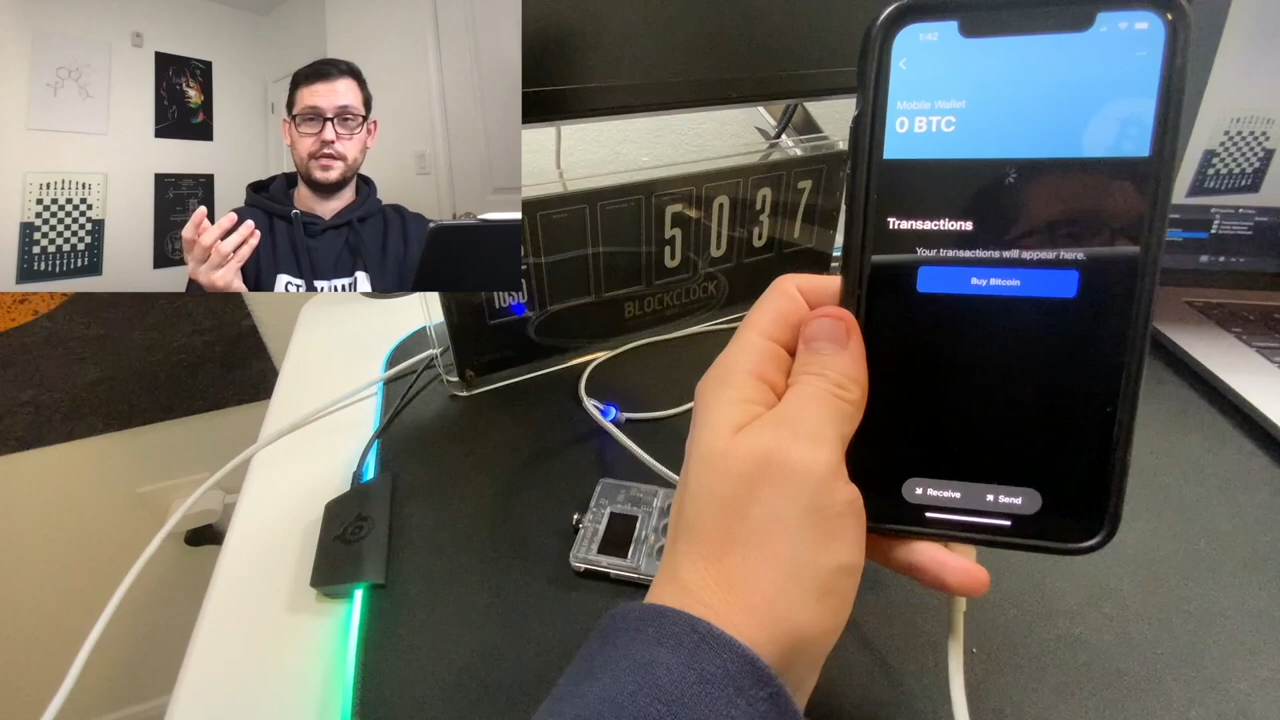 1:42
Mobile Wallet
0 BTC
Transactions
Your transactions will appear here.
Buy Bitcoin
Receive
Send
5037
BLOCKCLOCK